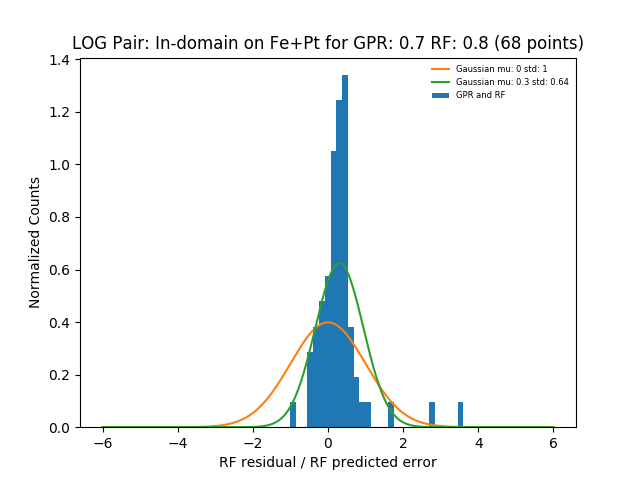 LOG Pair: In-domain on Fe+Pt for GPR: 0.7 RF: 0.8 (68 points)
Normalized Counts
1.4
1.2
1.0
0.8
0.6
0.4
0.2
0.0
Gaussian mu: 0 std: 1
Gaussian mu: 0.3 std: 0.64
GPR and RF
−6 −4 −2 0 2 4 6
RF residual / RF predicted error